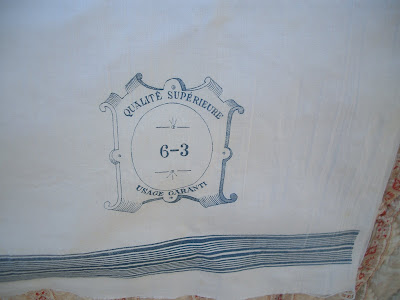 QUALITÉ SUPÉRIEURE
6-3
USAGE GARANTI